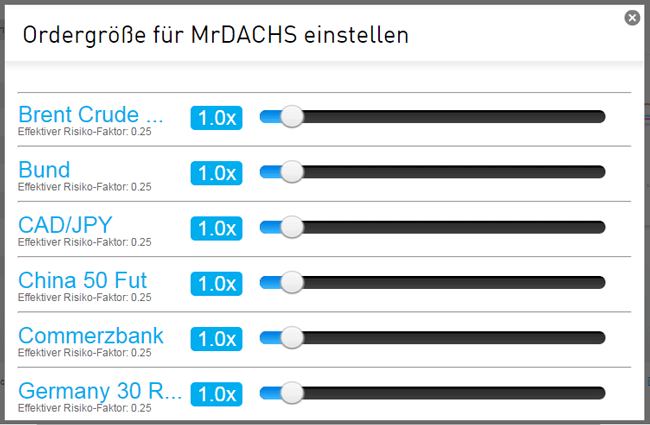 Ordergröße für MrDACHS einstellen
Brent Crude ...
1.0x
Effektiver Risiko-Faktor: 0.25
Bund
1.0x
Effektiver Risiko-Faktor: 0.25
CAD/JPY
1.0x
Effektiver Risiko-Faktor: 0.25
China 50 Fut
1.0x
Effektiver Risiko-Faktor: 0.25
Commerzbank
1.0x
Effektiver Risiko-Faktor: 0.25
Germany 30 R...
1.0x
Effektiver Risiko-Faktor: 0.25